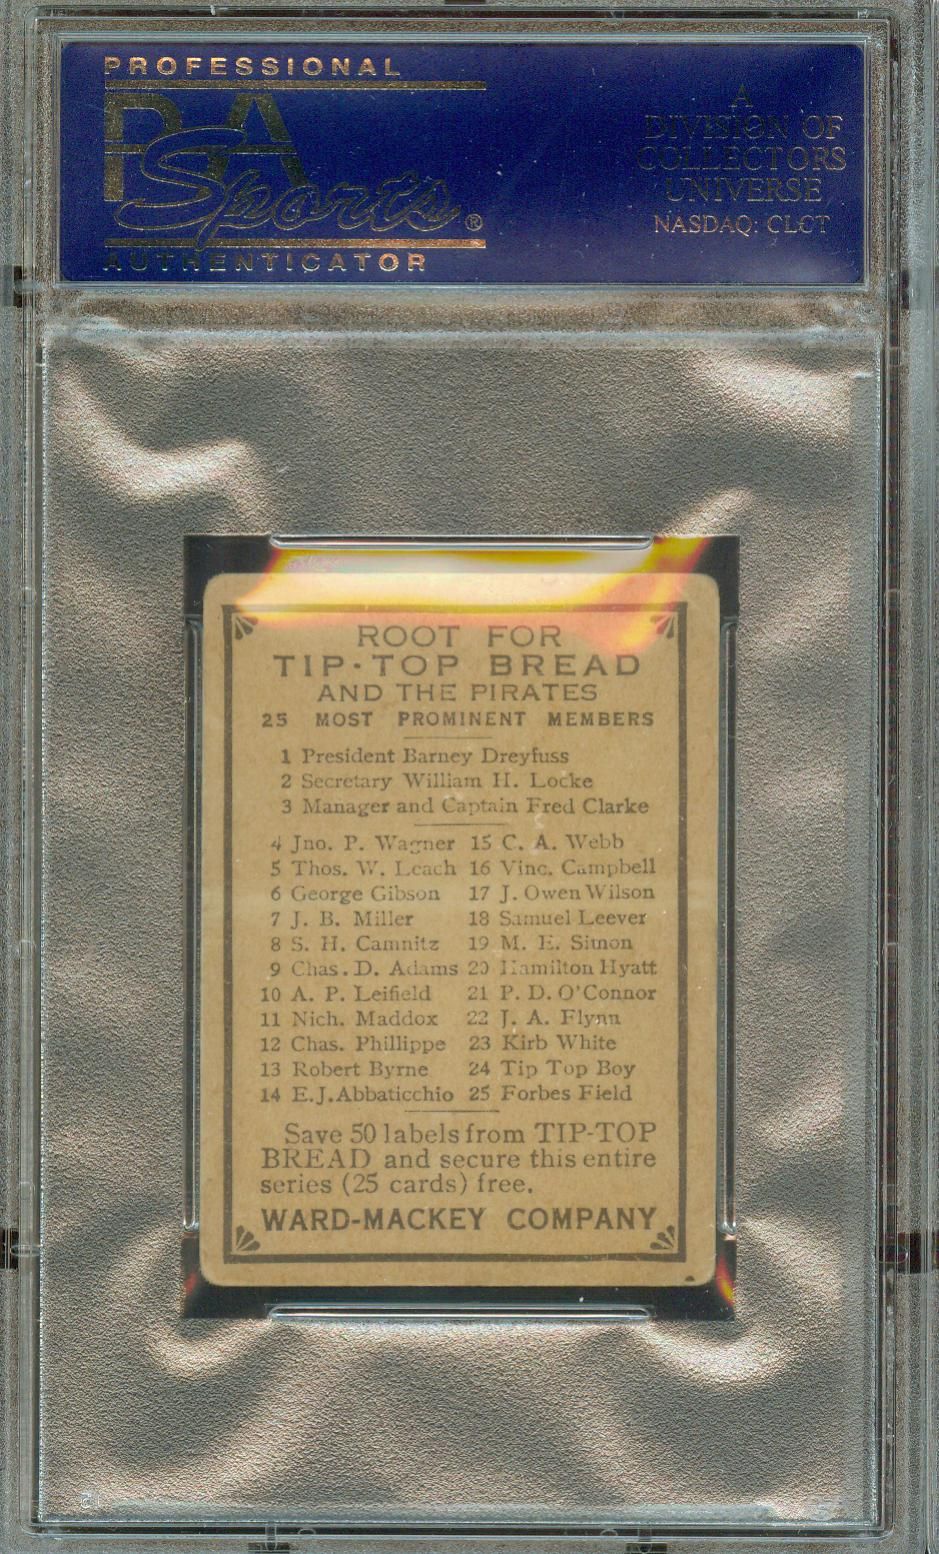 PROFESSIONAL
PSA
Sports®
AUTHENTICATOR
A
DIVISION OF
COLLECTORS
UNIVERSE
NASDAQ: CLCT
ROOT FOR
TIP·TOP BREAD
AND THE PIRATES
25 MOST PROMINENT MEMBERS
1 President Barney Dreyfuss
2 Secretary William H. Locke
3 Manager and Captain Fred Clarke
4 Jno. P. Wagner 15 C. A. Webb
5 Thos. W. Leach 16 Vinc. Campbell
6 George Gibson 17 J. Owen Wilson
7 J. B. Miller 18 Samuel Leever
8 S. H. Camnitz 19 M. E. Simon
9 Chas. D. Adams 20 Hamilton Hyatt
10 A. P. Leifield 21 P. D. O'Connor
11 Nich. Maddox 22 J. A. Flynn
12 Chas. Phillippe 23 Kirb White
13 Robert Byrne 24 Tip Top Boy
14 E.J.Abbaticchio 25 Forbes Field
Save 50 labels from TIP-TOP
BREAD and secure this entire
series (25 cards) free.
WARD-MACKEY COMPANY